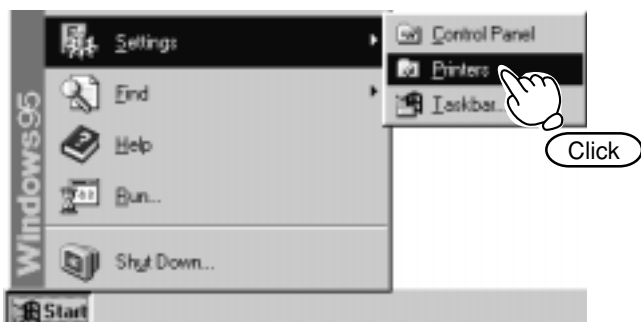 Settings
Control Panel
Printers
Taskbar...
Find
Help
Run...
Shut Down...
Windows95
Start
Click